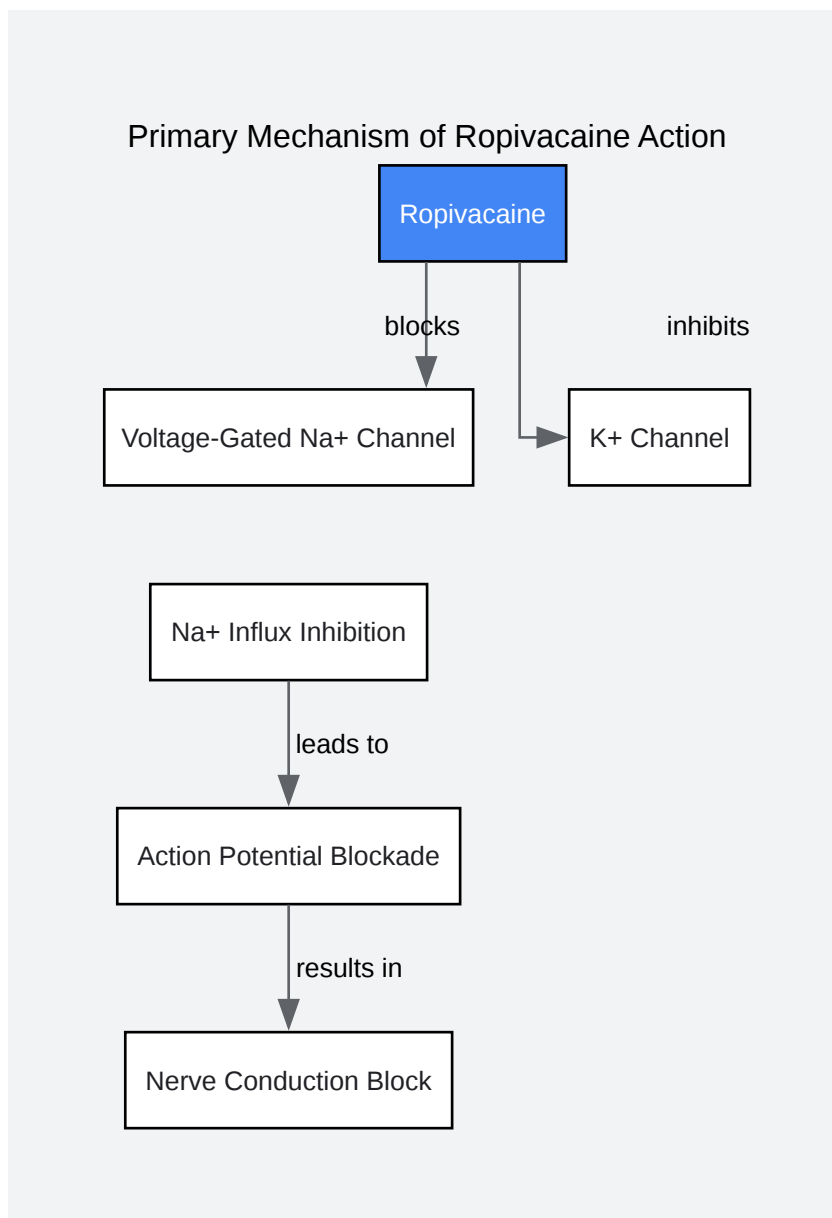 Primary Mechanism of Ropivacaine Action
Ropivacaine
blocks
inhibits
Voltage-Gated Na+ Channel
K+ Channel
Na+ Influx Inhibition
leads to
Action Potential Blockade
results in
Nerve Conduction Block